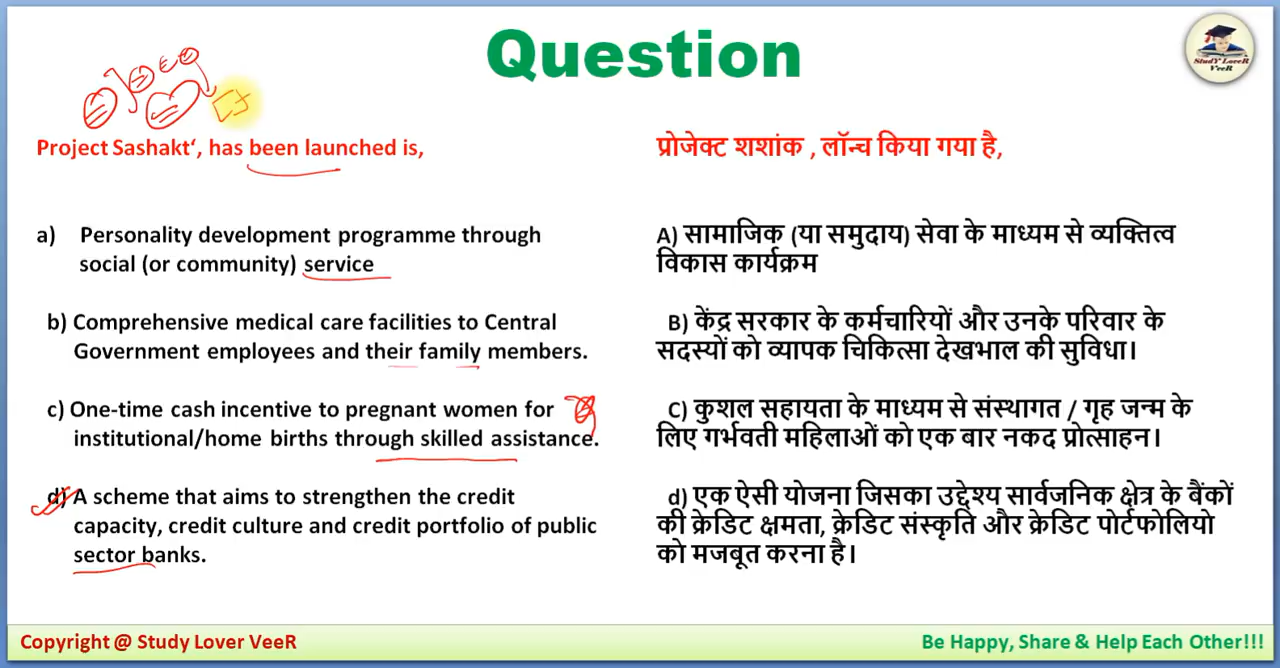 Question
StudY LoveR
VeeR
Project Sashakt‘, has been launched is,
a) Personality development programme through
social (or community) service
b) Comprehensive medical care facilities to Central
Government employees and their family members.
c) One-time cash incentive to pregnant women for
institutional/home births through skilled assistance.
d) A scheme that aims to strengthen the credit
capacity, credit culture and credit portfolio of public
sector banks.
प्रोजेक्ट शशांक , लॉन्च किया गया है,
A) सामाजिक (या समुदाय) सेवा के माध्यम से व्यक्तित्व
विकास कार्यक्रम
B) केंद्र सरकार के कर्मचारियों और उनके परिवार के
सदस्यों को व्यापक चिकित्सा देखभाल की सुविधा।
C) कुशल सहायता के माध्यम से संस्थागत / गृह जन्म के
लिए गर्भवती महिलाओं को एक बार नकद प्रोत्साहन।
d) एक ऐसी योजना जिसका उद्देश्य सार्वजनिक क्षेत्र के बैंकों
की क्रेडिट क्षमता, क्रेडिट संस्कृति और क्रेडिट पोर्टफोलियो
को मजबूत करना है।
Copyright @ Study Lover VeeR
Be Happy, Share & Help Each Other!!!